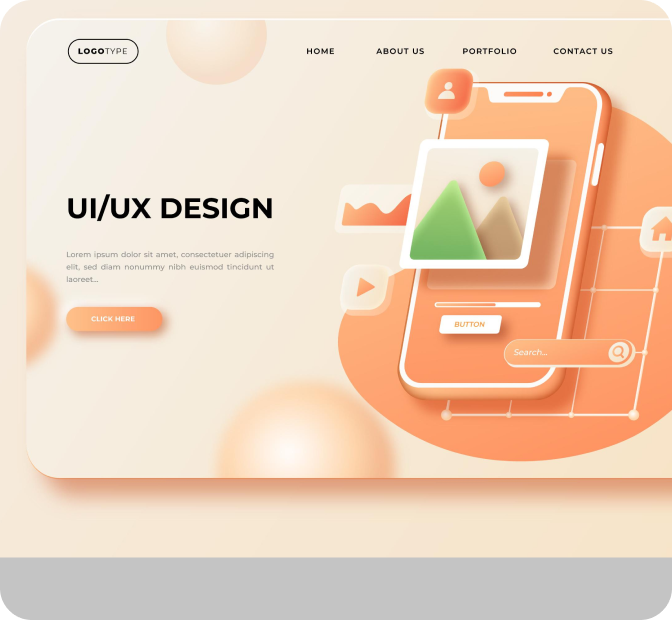 LOGOTYPE
HOME ABOUT US PORTFOLIO CONTACT US
UI/UX DESIGN
Lorem ipsum dolor sit amet, consectetuer adipiscing
elit, sed diam nonummy nibh euismod tincidunt ut
laoreet...
CLICK HERE
BUTTON
Search...